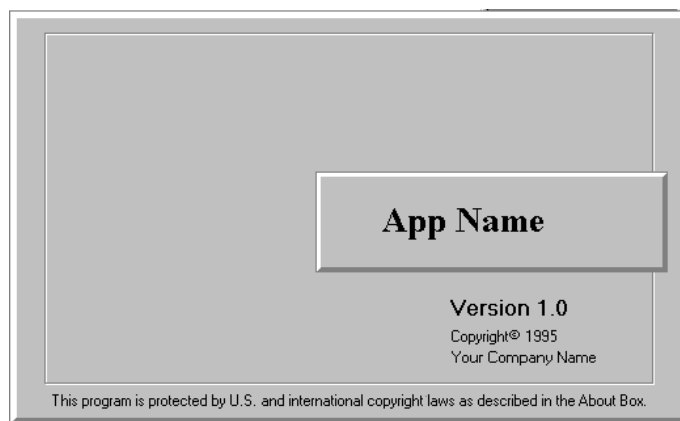 App Name
Version 1.0
Copyright© 1995
Your Company Name
This program is protected by U.S. and international copyright laws as described in the About Box.